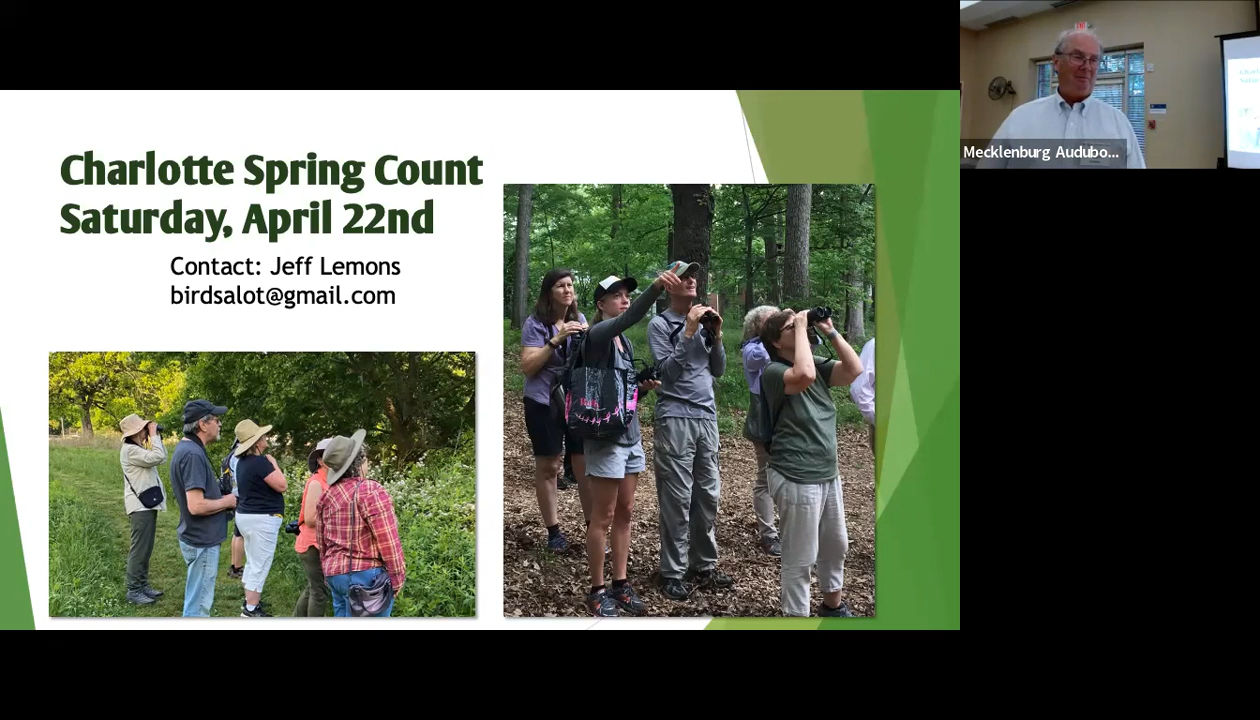 Charlotte Spring Count
Saturday, April 22nd
Contact: Jeff Lemons
birdsalot@gmail.com
Mecklenburg Audubo...